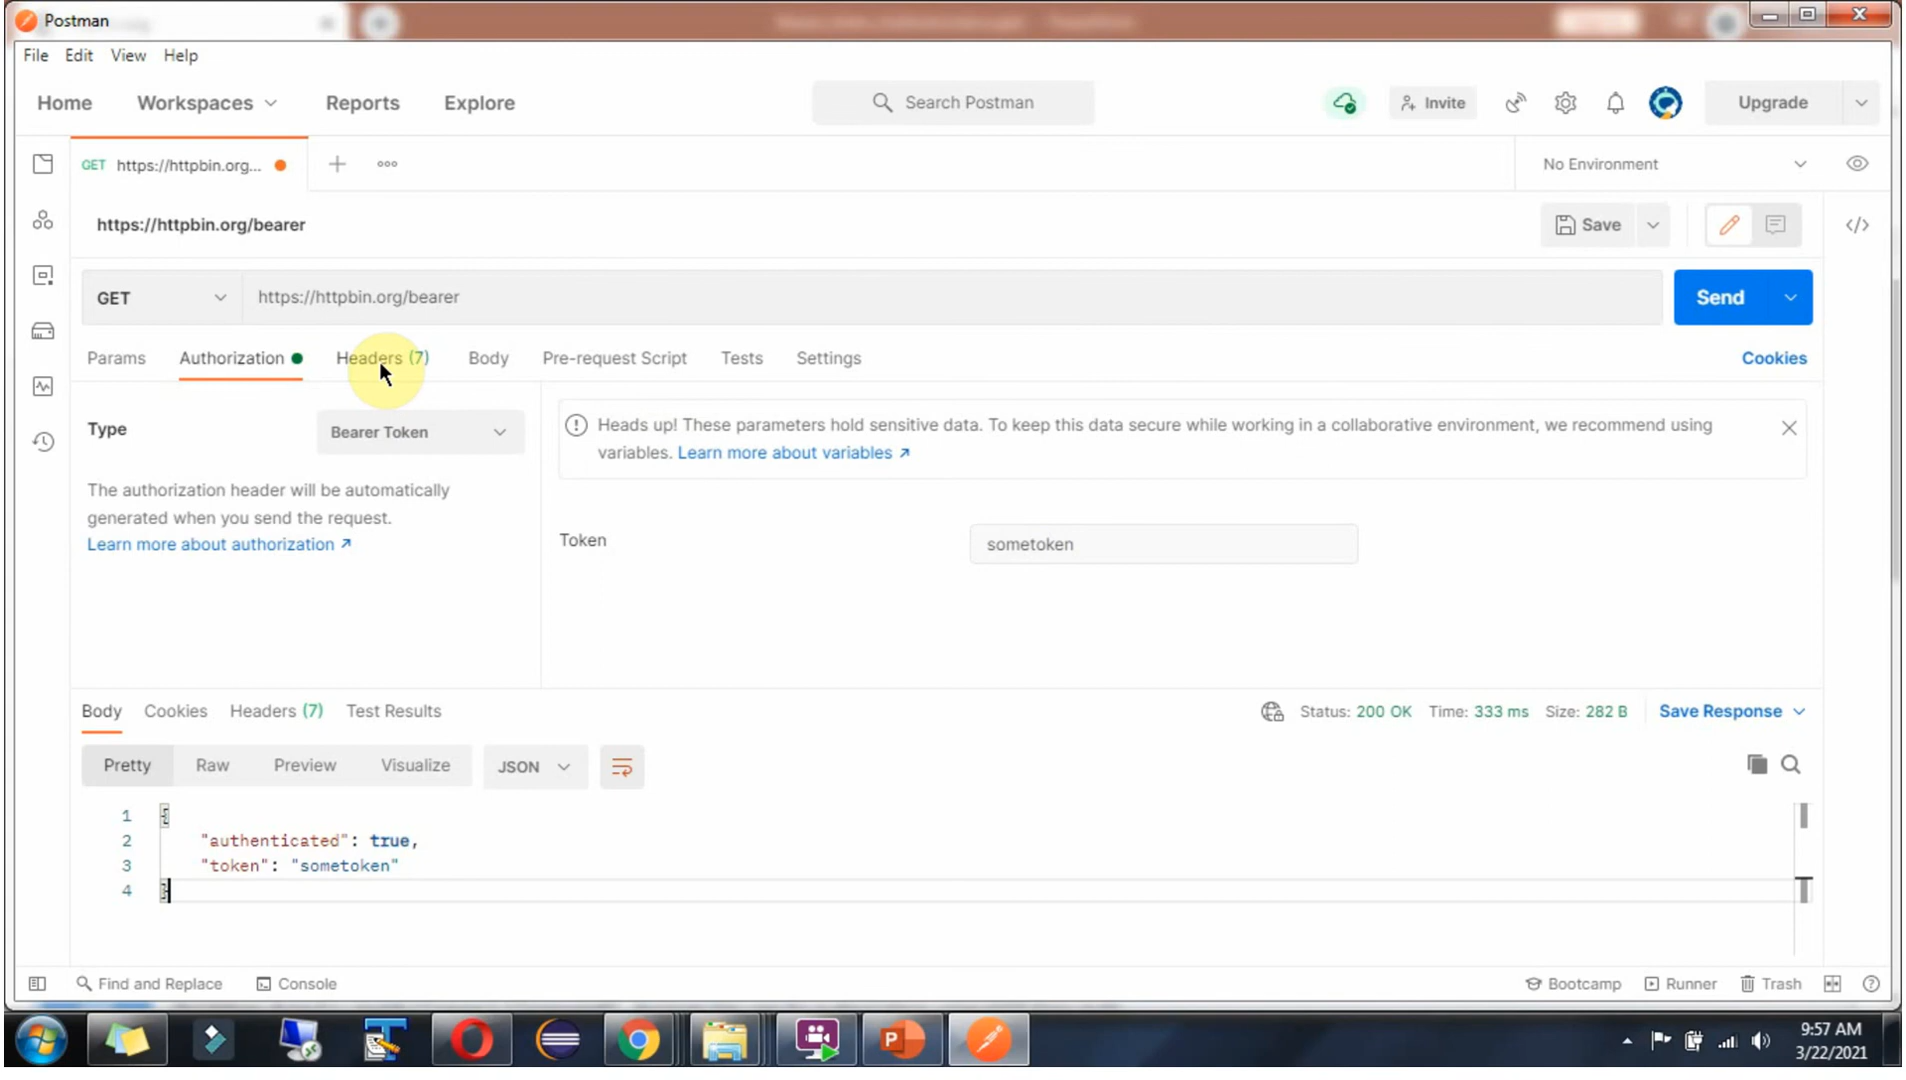 Postman
File Edit View Help
Home Workspaces Reports Explore Search Postman Invite Upgrade
GET https://httpbin.org... No Environment
https://httpbin.org/bearer Save
GET https://httpbin.org/bearer Send
Params Authorization Headers (7) Body Pre-request Script Tests Settings Cookies
Type Bearer Token
The authorization header will be automatically
generated when you send the request.
Learn more about authorization ↗
Heads up! These parameters hold sensitive data. To keep this data secure while working in a collaborative environment, we recommend using
variables. Learn more about variables ↗
Token sometoken
Body Cookies Headers (7) Test Results Status: 200 OK Time: 333 ms Size: 282 B Save Response
Pretty Raw Preview Visualize JSON
1 {
2 "authenticated": true,
3 "token": "sometoken"
4 }
Find and Replace Console Bootcamp Runner Trash
9:57 AM
3/22/2021